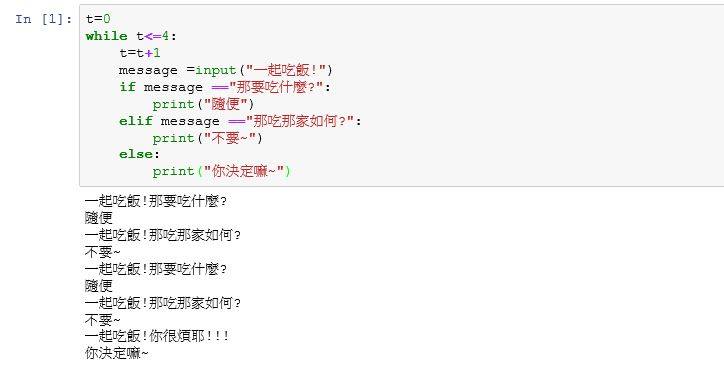 In [1]:
t=0
while t<=4:
    t=t+1
    message =input("一起吃飯!")
    if message =="那要吃什麼?":
        print("隨便")
    elif message =="那吃那家如何?":
        print("不要~")
    else:
        print("你決定嘛~")
一起吃飯!那要吃什麼?
隨便
一起吃飯!那吃那家如何?
不要~
一起吃飯!那要吃什麼?
隨便
一起吃飯!那吃那家如何?
不要~
一起吃飯!你很煩耶!!!
你決定嘛~